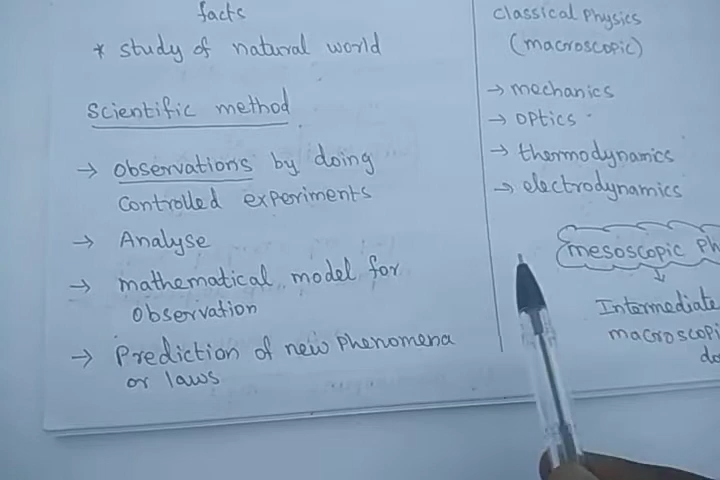 facts
* study of natural world
Scientific method
→ Observations by doing
controlled experiments
→ Analyse
→ mathematical model for
observation
→ Prediction of new phenomena
or laws
classical physics
(macroscopic)
→ mechanics
→ optics
→ thermodynamics
→ electrodynamics
mesoscopic
Intermediate